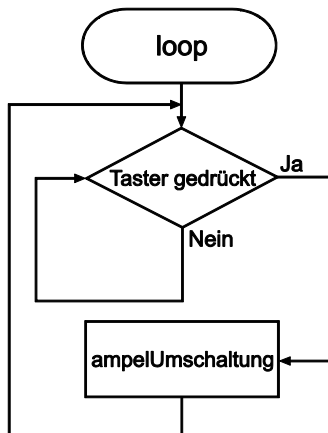 loop
Taster gedrückt
Ja
Nein
ampelUmschaltung